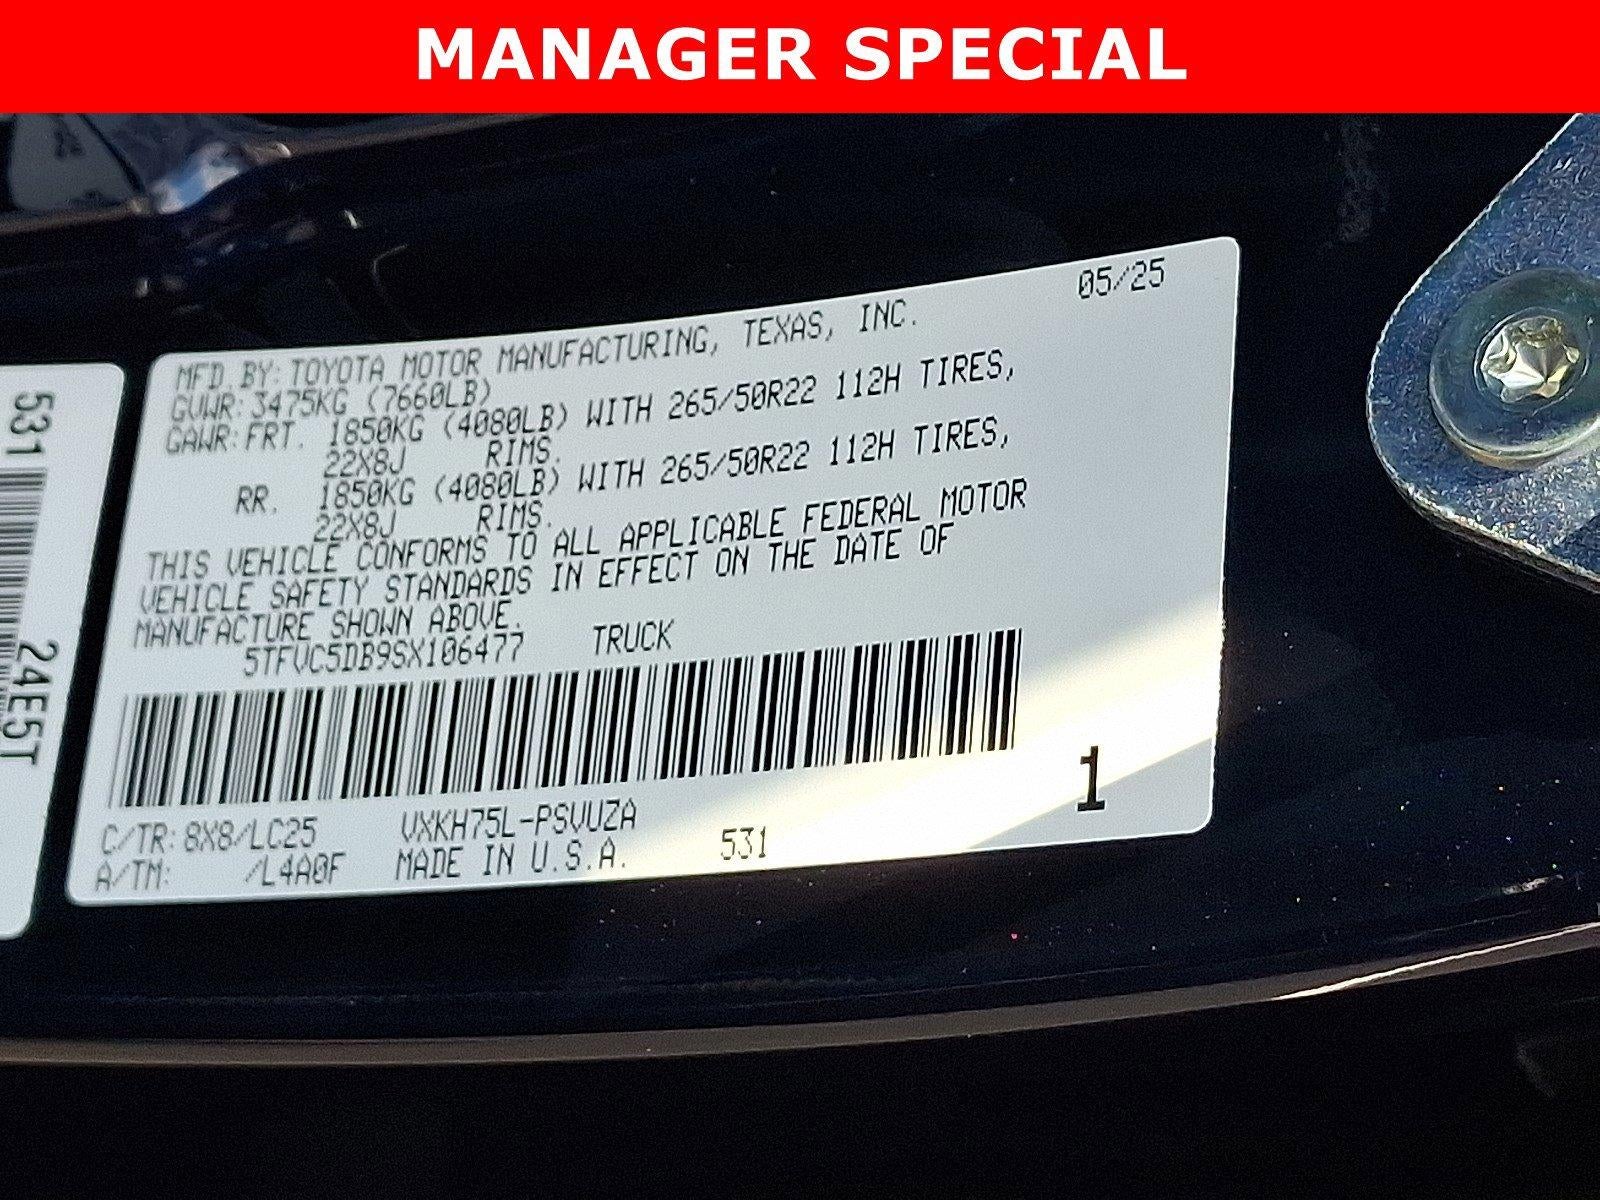 MANAGER SPECIAL
05/25
MFD. BY: TOYOTA MOTOR MANUFACTURING, TEXAS, INC.
GVWR: 3475KG (7660LB)
GAWR: FRT. 1850KG (4080LB) WITH 265/50R22 112H TIRES,
22X8J RIMS.
RR. 1850KG (4080LB) WITH 265/50R22 112H TIRES,
22X8J RIMS.
THIS VEHICLE CONFORMS TO ALL APPLICABLE FEDERAL MOTOR
VEHICLE SAFETY STANDARDS IN EFFECT ON THE DATE OF
MANUFACTURE SHOWN ABOVE.
5TFVC5DB9SX106477 TRUCK
C/TR: 8X8/LC25 VXKH75L-PSVUZA
A/TM: /L4A0F MADE IN U.S.A. 531
1
531
24E5T